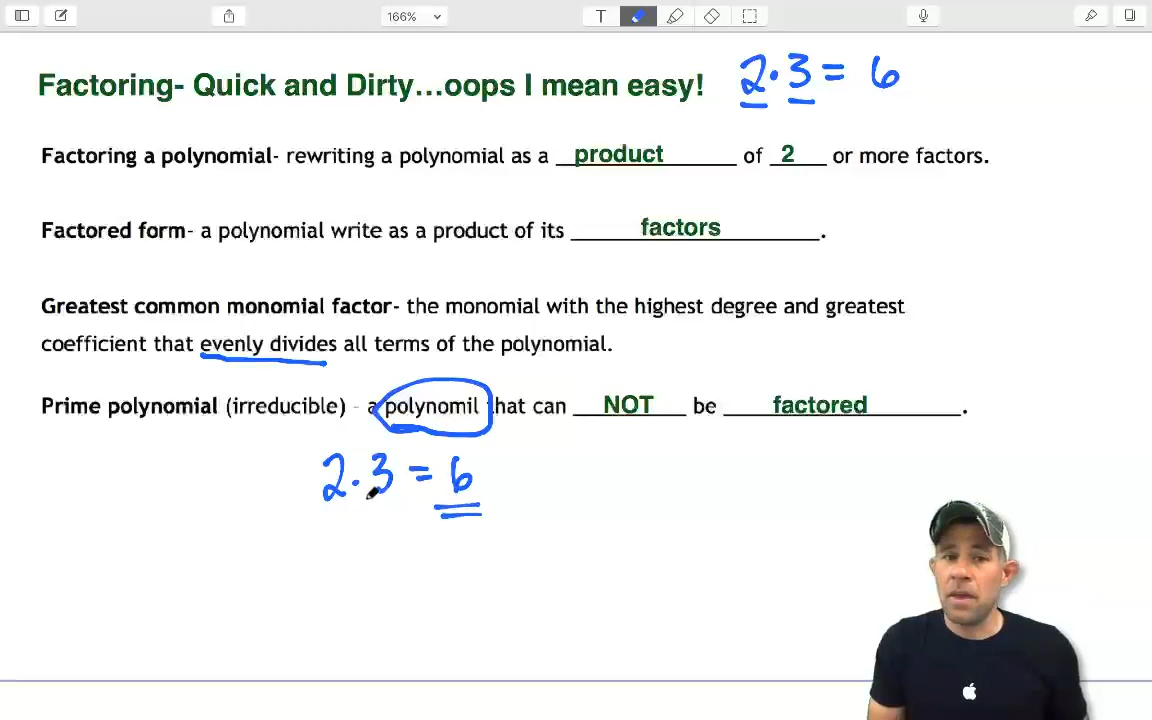 166%
T
Factoring- Quick and Dirty...oops I mean easy! 2·3 = 6
Factoring a polynomial- rewriting a polynomial as a product of 2 or more factors.
Factored form- a polynomial write as a product of its factors.
Greatest common monomial factor- the monomial with the highest degree and greatest
coefficient that evenly divides all terms of the polynomial.
Prime polynomial (irreducible) - a polynomil that can NOT be factored.
2·3 = 6